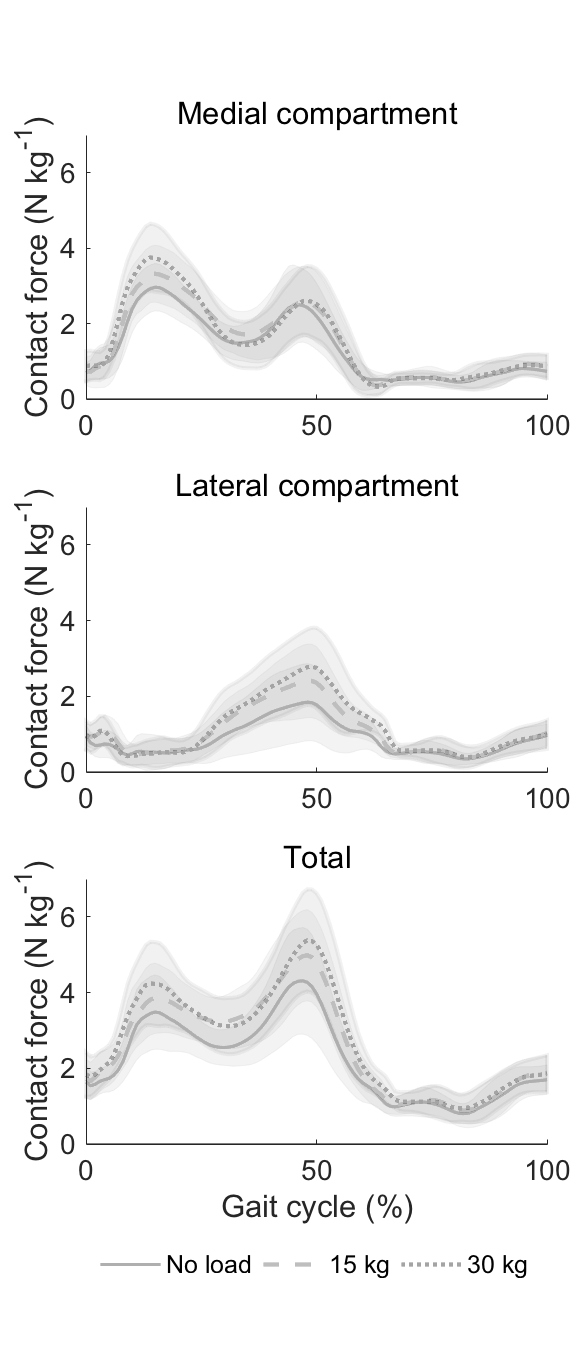 Medial compartment
Contact force (N kg⁻¹)
6
4
2
0
0 50 100
Lateral compartment
Contact force (N kg⁻¹)
6
4
2
0
0 50 100
Total
Contact force (N kg⁻¹)
6
4
2
0
0 50 100
Gait cycle (%)
No load 15 kg 30 kg